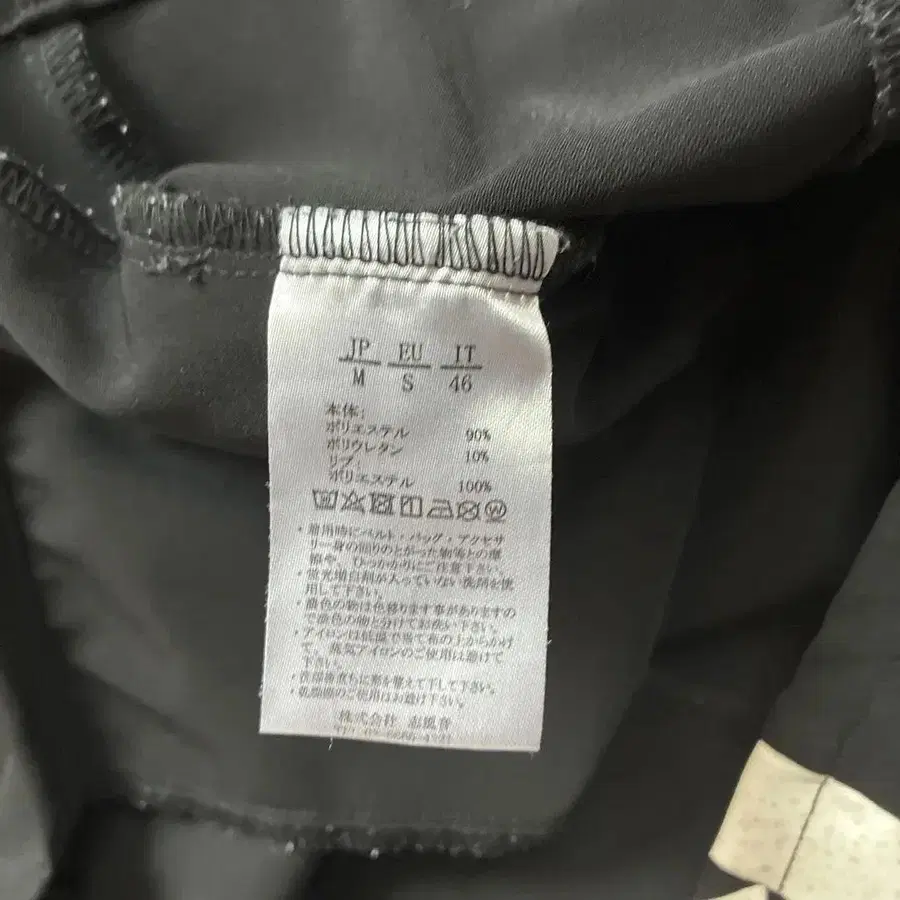 JP EU IT
M S 46
本体:
ポリエステル 90%
ポリウレタン 10%
リブ:
ポリエステル 100%
・着用時にベルト・バッグ・アクセサ
リー身の回りのとがった物等との摩
擦や、ひっかかりにご注意下さい。
・蛍光増白剤が入っていない洗剤を使
用して下さい。
・濃色の物は色移ります事がありますの
で淡色の物と分けてお洗い下さい。
・アイロンは低温で当て布の上からかけ
て、蒸気アイロンのご使用は避けて
下さい。
・洗濯後直ちに形を整えて干して下さい。
・乾燥機のご使用はお避け下さい。
株式会社 志風音